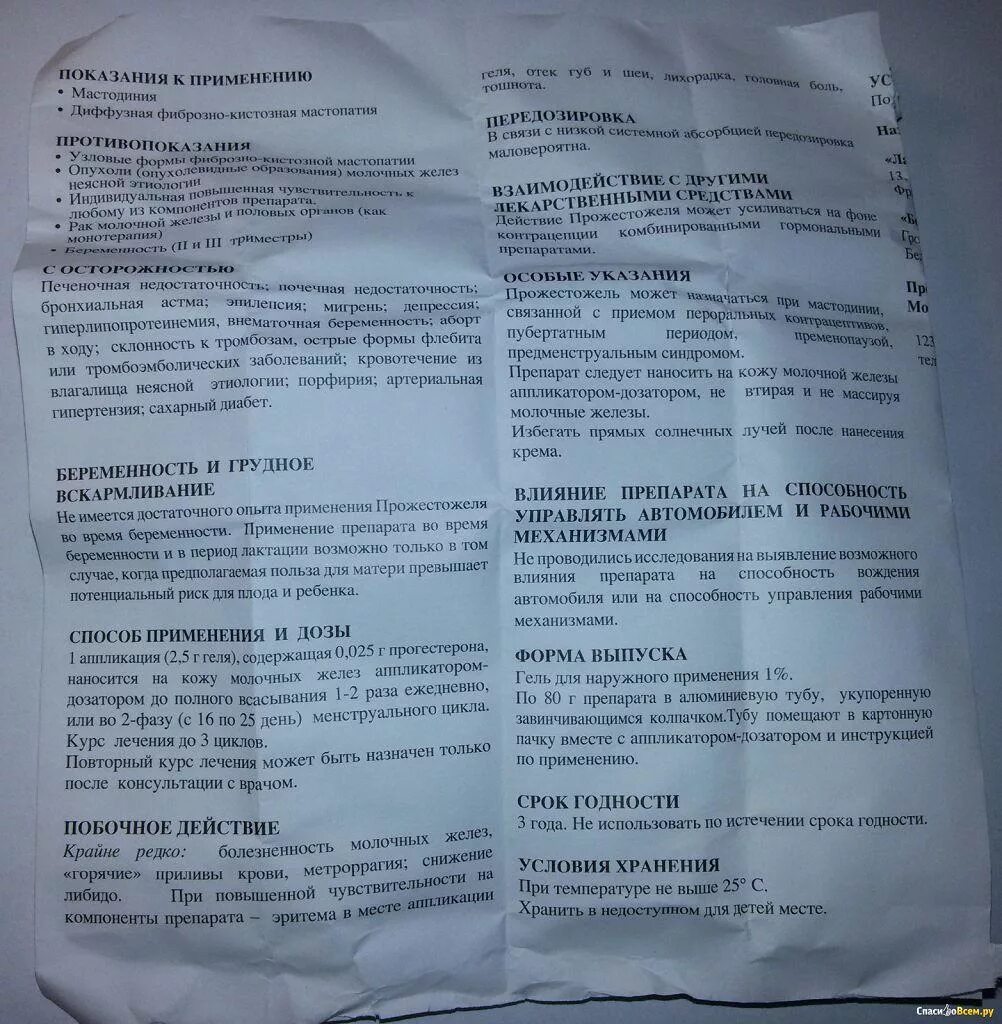 ПОКАЗАНИЯ К ПРИМЕНЕНИЮ
• Мастодиния
• Диффузная фиброзно-кистозная мастопатия
ПРОТИВОПОКАЗАНИЯ
• Узловые формы фиброзно-кистозной мастопатии
• Опухоли (опухолевидные образования) молочных желез
неясной этиологии
• Индивидуальная повышенная чувствительность к
любому из компонентов препарата.
• Рак молочной железы и половых органов (как
монотерапия)
• Беременность (II и III триместры)
С ОСТОРОЖНОСТЬЮ
Печеночная недостаточность; почечная недостаточность;
бронхиальная астма; эпилепсия; мигрень; депрессия;
гиперлипопротеинемия, внематочная беременность; аборт
в ходу; склонность к тромбозам, острые формы флебита
или тромбоэмболических заболеваний; кровотечение из
влагалища неясной этиологии; порфирия; артериальная
гипертензия; сахарный диабет.
БЕРЕМЕННОСТЬ И ГРУДНОЕ
ВСКАРМЛИВАНИЕ
Не имеется достаточного опыта применения Прожестожеля
во время беременности. Применение препарата во время
беременности и в период лактации возможно только в том
случае, когда предполагаемая польза для матери превышает
потенциальный риск для плода и ребенка.
СПОСОБ ПРИМЕНЕНИЯ И ДОЗЫ
1 аппликация (2,5 г геля), содержащая 0,025 г прогестерона,
наносится на кожу молочных желез аппликатором-
дозатором до полного всасывания 1-2 раза ежедневно,
или во 2-фазу (с 16 по 25 день) менструального цикла.
Курс лечения до 3 циклов.
Повторный курс лечения может быть назначен только
после консультации с врачом.
ПОБОЧНОЕ ДЕЙСТВИЕ
Крайне редко: болезненность молочных желез,
«горячие» приливы крови, метроррагия; снижение
либидо. При повышенной чувствительности на
компоненты препарата – эритема в месте аппликации
геля, отек губ и шеи, лихорадка, головная боль,
тошнота.
ПЕРЕДОЗИРОВКА
В связи с низкой системной абсорбцией передозировка
маловероятна.
ВЗАИМОДЕЙСТВИЕ С ДРУГИМИ
ЛЕКАРСТВЕННЫМИ СРЕДСТВАМИ
Действие Прожестожеля может усиливаться на фоне
контрацепции комбинированными гормональными
препаратами.
ОСОБЫЕ УКАЗАНИЯ
Прожестожель может назначаться при мастодинии,
связанной с приемом пероральных контрацептивов,
пубертатным периодом, пременопаузой,
предменструальным синдромом.
Препарат следует наносить на кожу молочной железы
аппликатором-дозатором, не втирая и не массируя
молочные железы.
Избегать прямых солнечных лучей после нанесения
крема.
ВЛИЯНИЕ ПРЕПАРАТА НА СПОСОБНОСТЬ
УПРАВЛЯТЬ АВТОМОБИЛЕМ И РАБОЧИМИ
МЕХАНИЗМАМИ
Не проводились исследования на выявление возможного
влияния препарата на способность вождения
автомобиля или на способность управления рабочими
механизмами.
ФОРМА ВЫПУСКА
Гель для наружного применения 1%.
По 80 г препарата в алюминиевую тубу, укупоренную
завинчивающимся колпачком.Тубу помещают в картонную
пачку вместе с аппликатором-дозатором и инструкцией
по применению.
СРОК ГОДНОСТИ
3 года. Не использовать по истечении срока годности.
УСЛОВИЯ ХРАНЕНИЯ
При температуре не выше 25° С.
Хранить в недоступном для детей месте.
УС
По
На
13,
Фр
Гро
Бе
Пр
Мо
123
тел
СпасибоВсем.ру